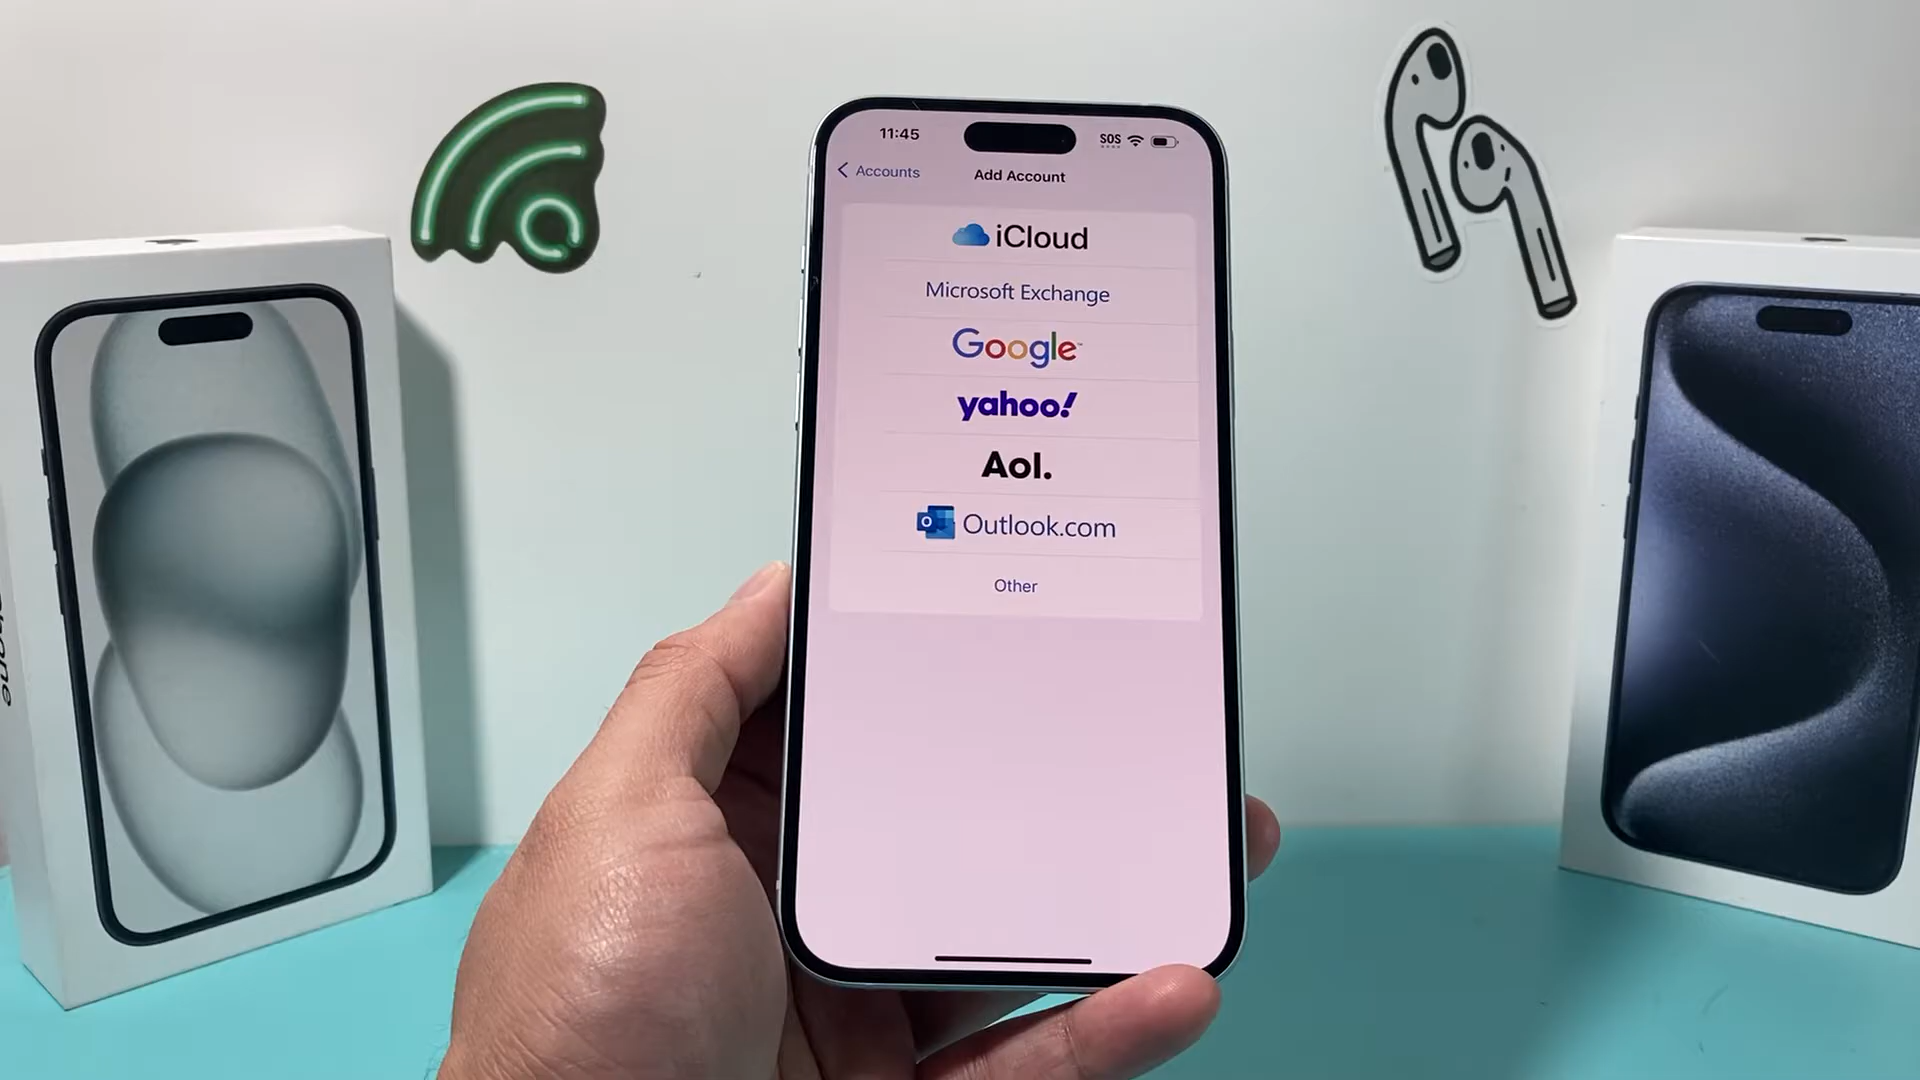 11:45
SOS
Accounts
Add Account
iCloud
Microsoft Exchange
Google
yahoo!
Aol.
Outlook.com
Other